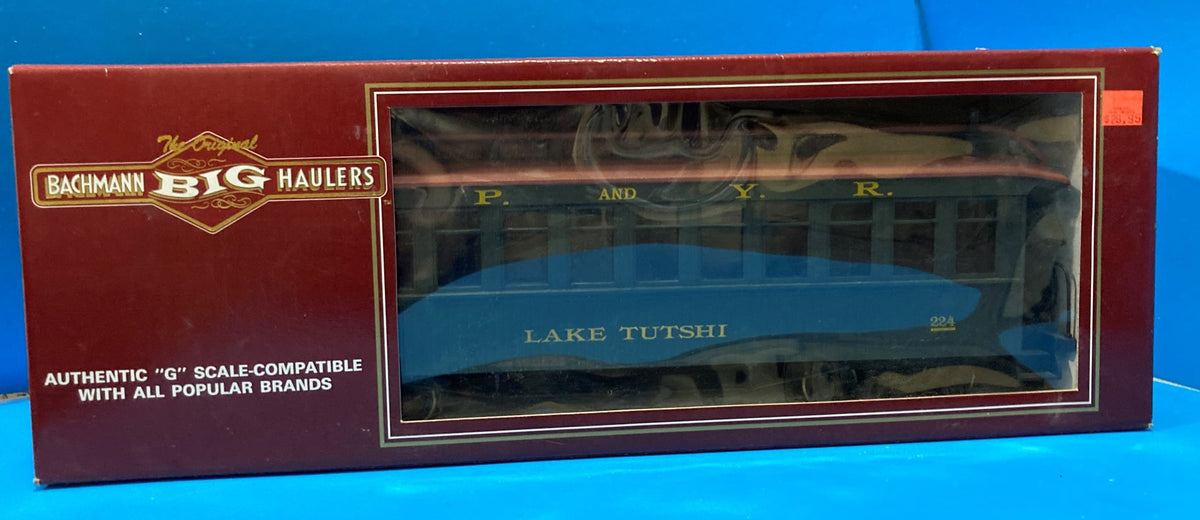 The Original
BACHMANN BIG HAULERS
AUTHENTIC "G" SCALE-COMPATIBLE
WITH ALL POPULAR BRANDS
P. AND Y. R.
LAKE TUTSHI
224